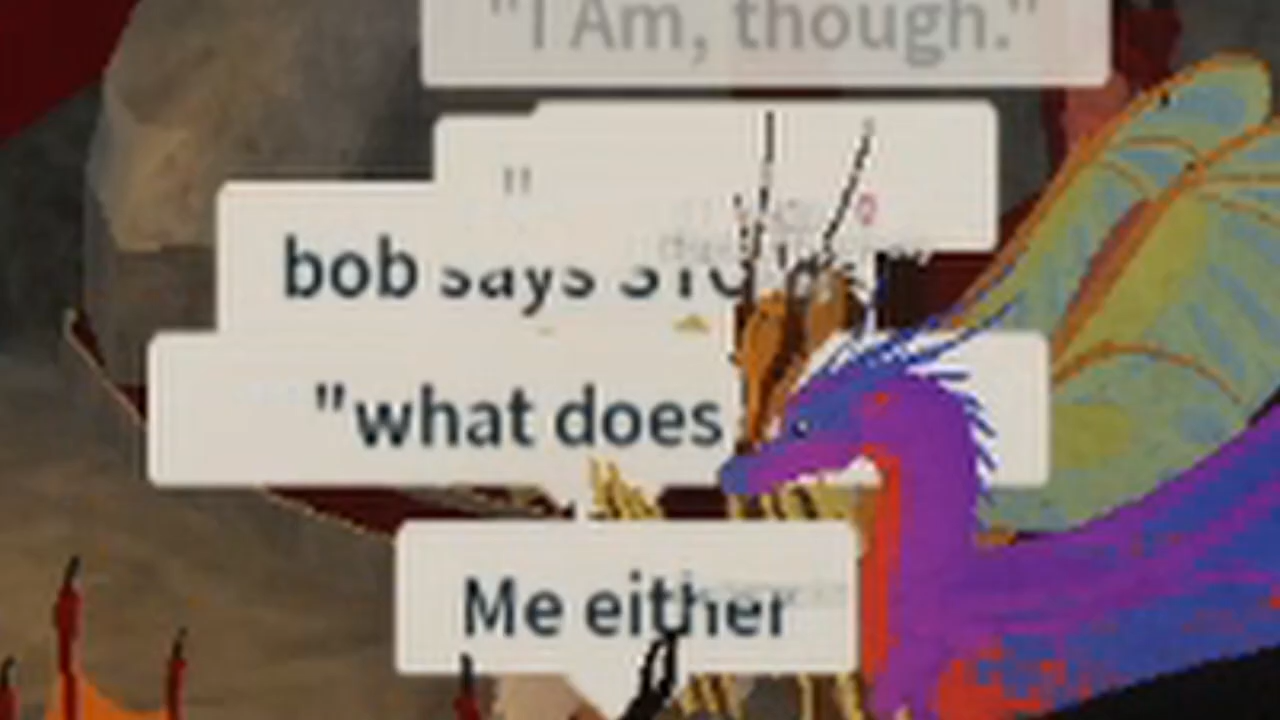 "I Am, though."
"
bob says
"what does
Me either